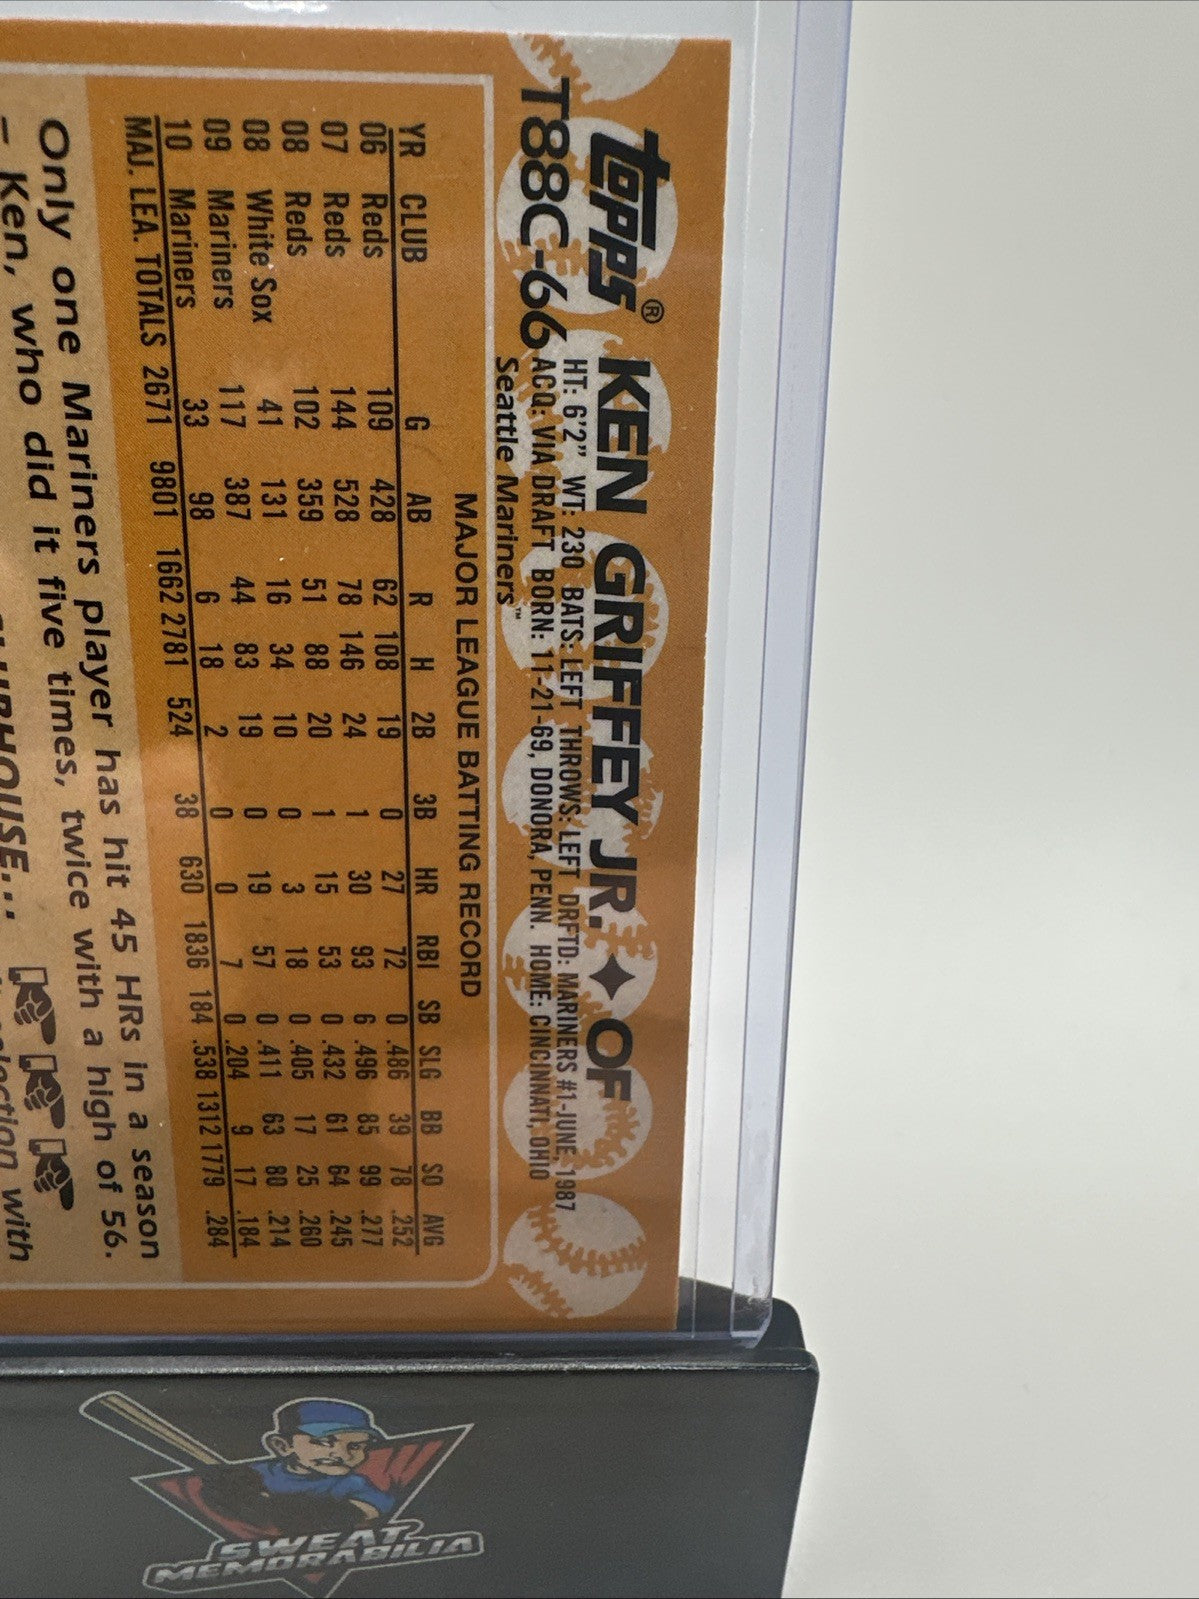 topps® KEN GRIFFEY JR. ✦ OF
T88C-66
HT: 6'2" WT: 230 BATS: LEFT THROWS: LEFT DRFTD: MARINERS #1-JUNE, 1987
ACQ: VIA DRAFT BORN: 11-21-69, DONORA, PENN. HOME: CINCINNATI, OHIO
Seattle Mariners™
MAJOR LEAGUE BATTING RECORD
YR CLUB G AB R H 2B 3B HR RBI SB SLG BB SO AVG
06 Reds 109 428 62 108 19 0 27 72 0 .486 39 78 .252
07 Reds 144 528 78 146 24 1 30 93 6 .496 85 99 .277
08 Reds 102 359 51 88 20 1 15 53 0 .432 61 64 .245
08 White Sox 41 131 16 34 10 0 3 18 0 .405 17 25 .260
09 Mariners 117 387 44 83 19 0 19 57 0 .411 63 80 .214
10 Mariners 33 98 6 18 2 0 0 7 0 .204 9 17 .184
MAJ. LEA. TOTALS 2671 9801 1662 2781 524 38 630 1836 184 .538 1312 1779 .284
Only one Mariners player has hit 45 HRs in a season
– Ken, who did it five times, twice with a high of 56.
with
SWEAT
MEMORABILIA